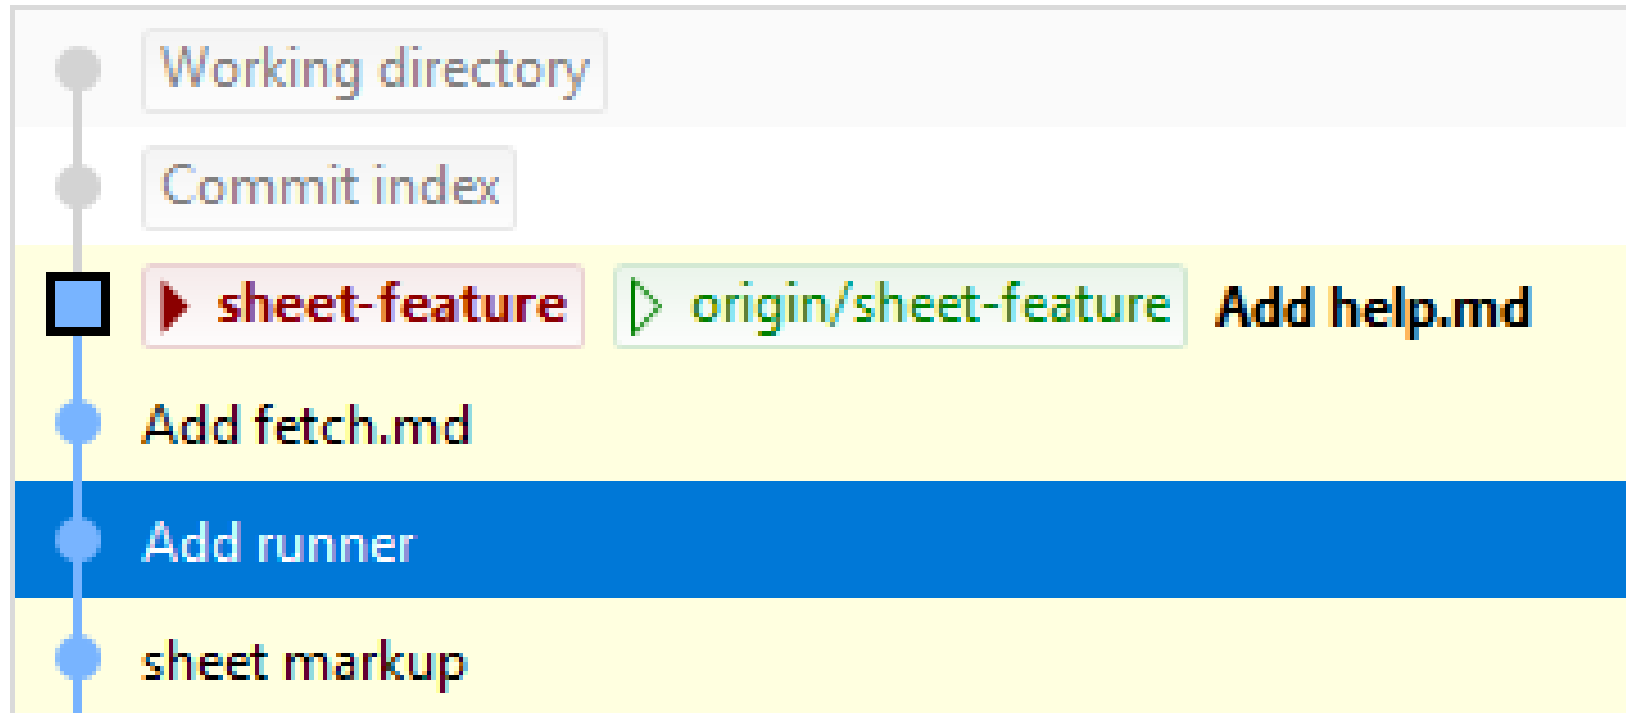 Working directory
Commit index
sheet-feature origin/sheet-feature Add help.md
Add fetch.md
Add runner
sheet markup